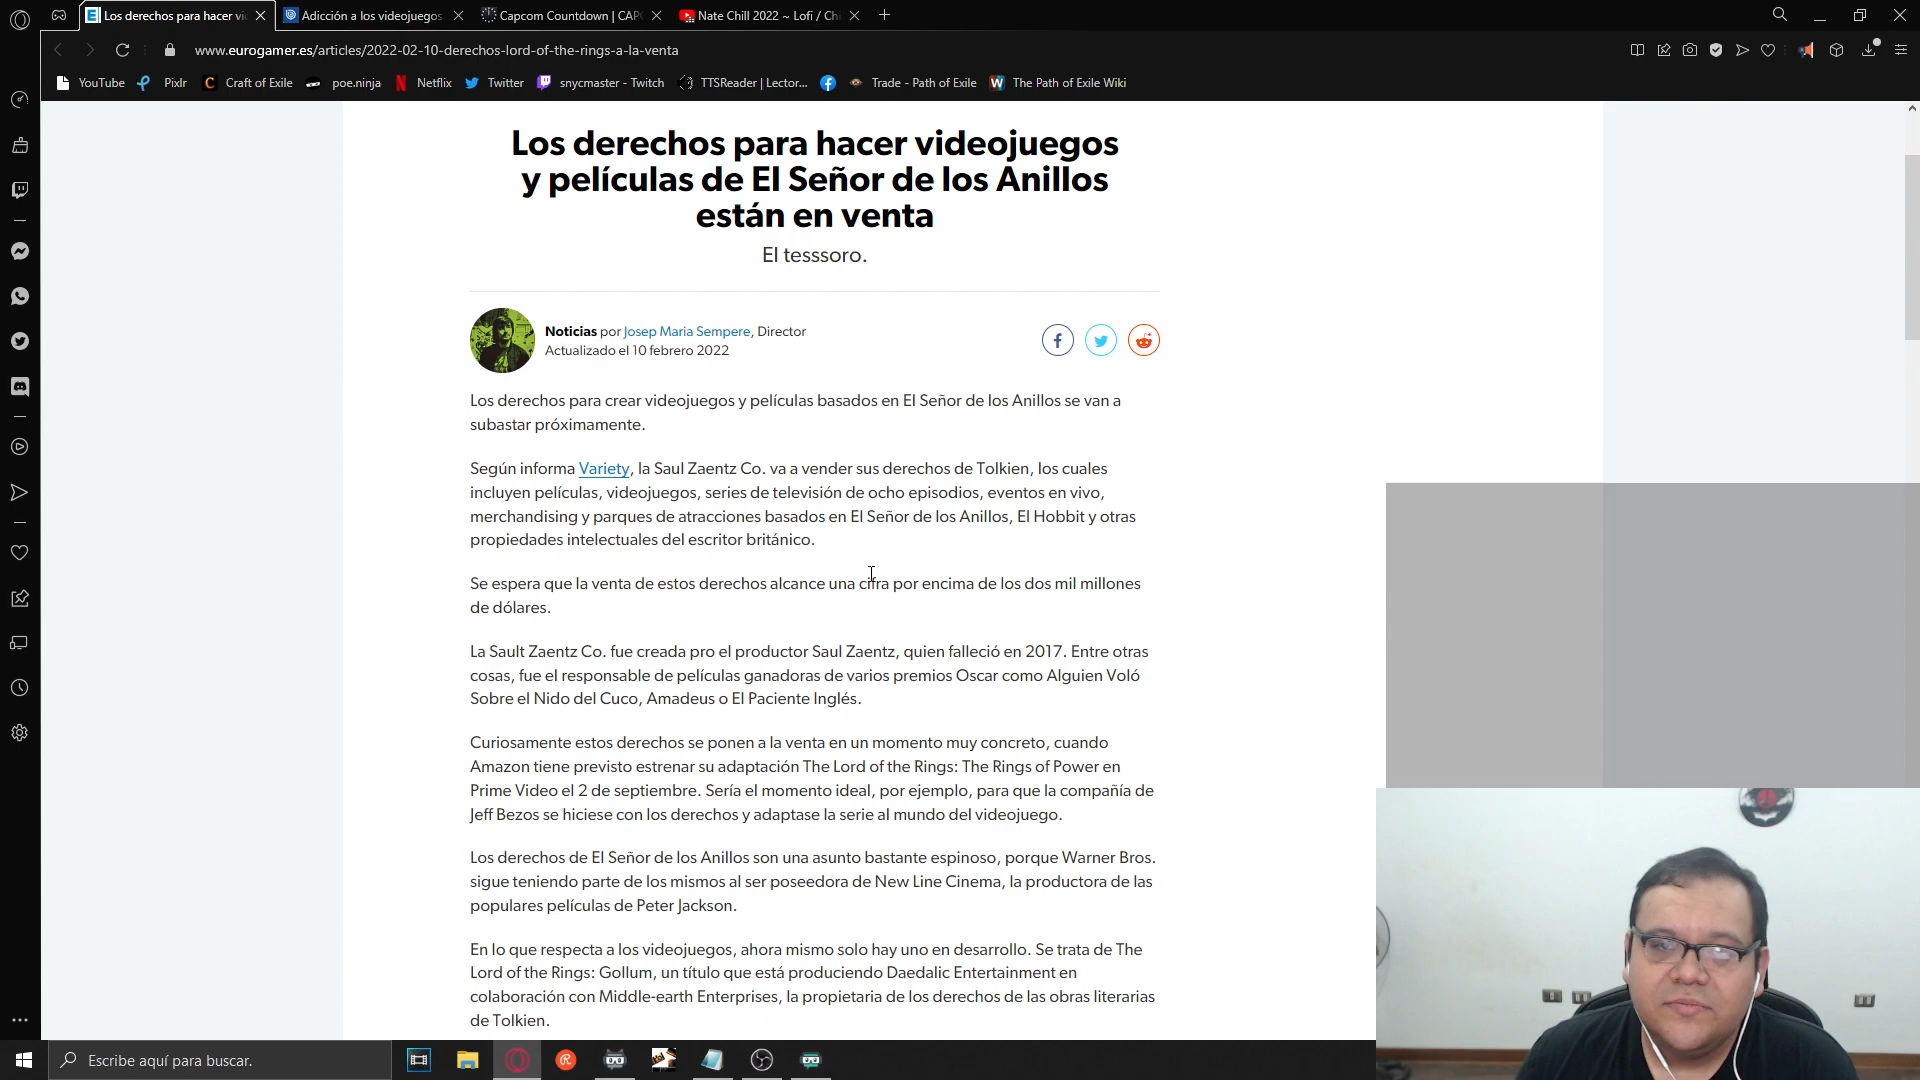 Los derechos para hacer vi
Adicción a los videojuegos
Capcom Countdown | CAPC
Nate Chill 2022 ~ Lofi / Chi
www.eurogamer.es/articles/2022-02-10-derechos-lord-of-the-rings-a-la-venta
YouTube
Pixlr
Craft of Exile
poe.ninja
Netflix
Twitter
snycmaster - Twitch
TTSReader | Lector...
Trade - Path of Exile
The Path of Exile Wiki
Los derechos para hacer videojuegos
y películas de El Señor de los Anillos
están en venta
El tesssoro.
Noticias por Josep Maria Sempere, Director
Actualizado el 10 febrero 2022
Los derechos para crear videojuegos y películas basados en El Señor de los Anillos se van a
subastar próximamente.
Según informa Variety, la Saul Zaentz Co. va a vender sus derechos de Tolkien, los cuales
incluyen películas, videojuegos, series de televisión de ocho episodios, eventos en vivo,
merchandising y parques de atracciones basados en El Señor de los Anillos, El Hobbit y otras
propiedades intelectuales del escritor británico.
Se espera que la venta de estos derechos alcance una cifra por encima de los dos mil millones
de dólares.
La Sault Zaentz Co. fue creada pro el productor Saul Zaentz, quien falleció en 2017. Entre otras
cosas, fue el responsable de películas ganadoras de varios premios Oscar como Alguien Voló
Sobre el Nido del Cuco, Amadeus o El Paciente Inglés.
Curiosamente estos derechos se ponen a la venta en un momento muy concreto, cuando
Amazon tiene previsto estrenar su adaptación The Lord of the Rings: The Rings of Power en
Prime Video el 2 de septiembre. Sería el momento ideal, por ejemplo, para que la compañía de
Jeff Bezos se hiciese con los derechos y adaptase la serie al mundo del videojuego.
Los derechos de El Señor de los Anillos son una asunto bastante espinoso, porque Warner Bros.
sigue teniendo parte de los mismos al ser poseedora de New Line Cinema, la productora de las
populares películas de Peter Jackson.
En lo que respecta a los videojuegos, ahora mismo solo hay uno en desarrollo. Se trata de The
Lord of the Rings: Gollum, un título que está produciendo Daedalic Entertainment en
colaboración con Middle-earth Enterprises, la propietaria de los derechos de las obras literarias
de Tolkien.
Escribe aquí para buscar.